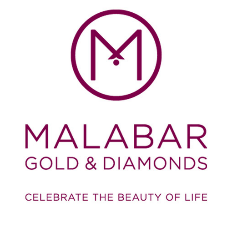 M
MALABAR
GOLD & DIAMONDS
CELEBRATE THE BEAUTY OF LIFE